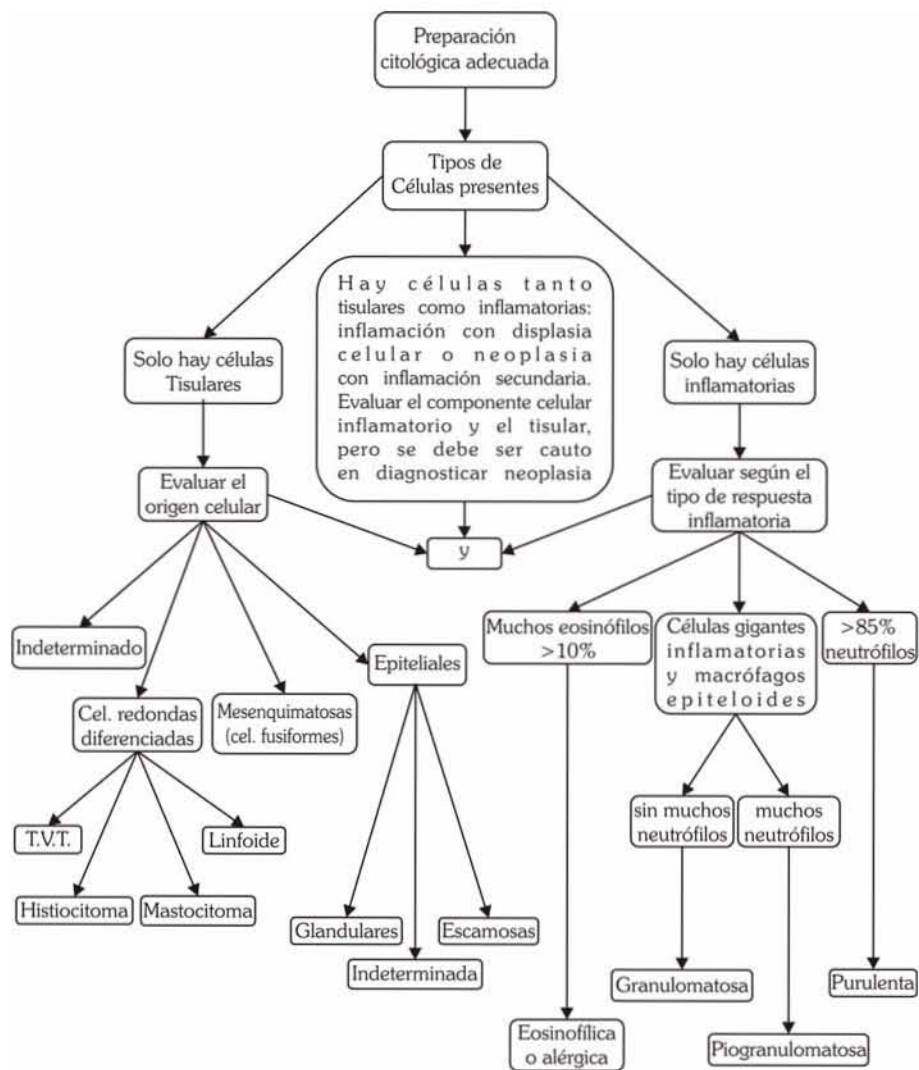 Preparación
citológica adecuada
Tipos de
Células presentes
Hay células tanto
tisulares como inflamatorias:
inflamación con displasia
celular o neoplasia
con inflamación secundaria.
Evaluar el componente celular
inflamatorio y el tisular,
pero se debe ser cauto
en diagnosticar neoplasia
Solo hay células
Tisulares
Solo hay células
inflamatorias
Evaluar el
origen celular
Evaluar según el
tipo de respuesta
inflamatoria
y
Indeterminado
Cel. redondas
diferenciadas
Mesenquimatosas
(cel. fusiformes)
Epiteliales
Muchos eosinófilos
>10%
Células gigantes
inflamatorias
y macrófagos
epiteloides
>85%
neutrófilos
T.V.T.
Linfoide
Histiocitoma
Mastocitoma
Glandulares
Escamosas
Indeterminada
sin muchos
neutrófilos
muchos
neutrófilos
Granulomatosa
Purulenta
Eosinofílica
o alérgica
Piogranulomatosa